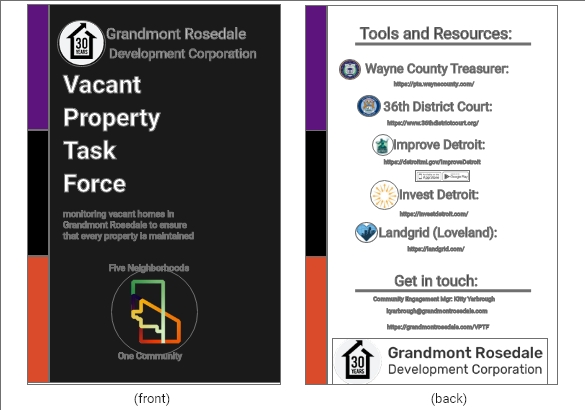 30
YEARS
Grandmont Rosedale
Development Corporation
Vacant
Property
Task
Force
monitoring vacant homes in
Grandmont Rosedale to ensure
that every property is maintained
Five Neighborhoods
One Community
(front)
Tools and Resources:
Wayne County Treasurer:
https://pta.waynecounty.com/
36th District Court:
https://www.36thdistrictcourt.org/
Improve Detroit:
https://detroitmi.gov/ImproveDetroit
App Store
Google Play
Invest Detroit:
https://investdetroit.com/
Landgrid (Loveland):
https://landgrid.com/
Get in touch:
Community Engagement Mgr: Kitty Yarbrough
kyarbrough@grandmontrosedale.com
https://grandmontrosedale.com/VPTF
30
YEARS
Grandmont Rosedale
Development Corporation
(back)